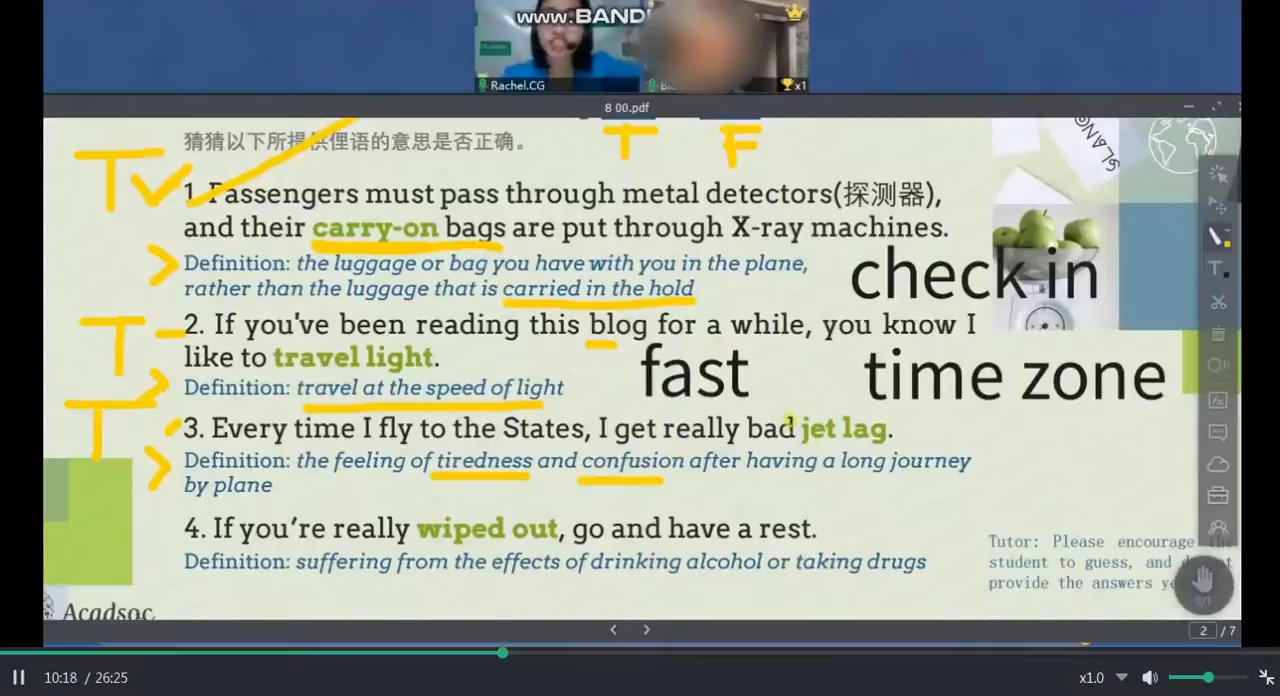 www.BANDI
Rachel.CG
x1
8 00.pdf
猜猜以下所提供俚语的意思是否正确。
T F
SLANG
T
1. Passengers must pass through metal detectors(探测器),
and their carry-on bags are put through X-ray machines.
Definition: the luggage or bag you have with you in the plane,
rather than the luggage that is carried in the hold
check in
T
2. If you've been reading this blog for a while, you know I
like to travel light.
Definition: travel at the speed of light
fast
time zone
T
3. Every time I fly to the States, I get really bad jet lag.
Definition: the feeling of tiredness and confusion after having a long journey
by plane
4. If you're really wiped out, go and have a rest.
Definition: suffering from the effects of drinking alcohol or taking drugs
Tutor: Please encourage the
student to guess, and do not
provide the answers
0/1
Acadsoc
2 / 7
10:18 / 26:25
x1.0